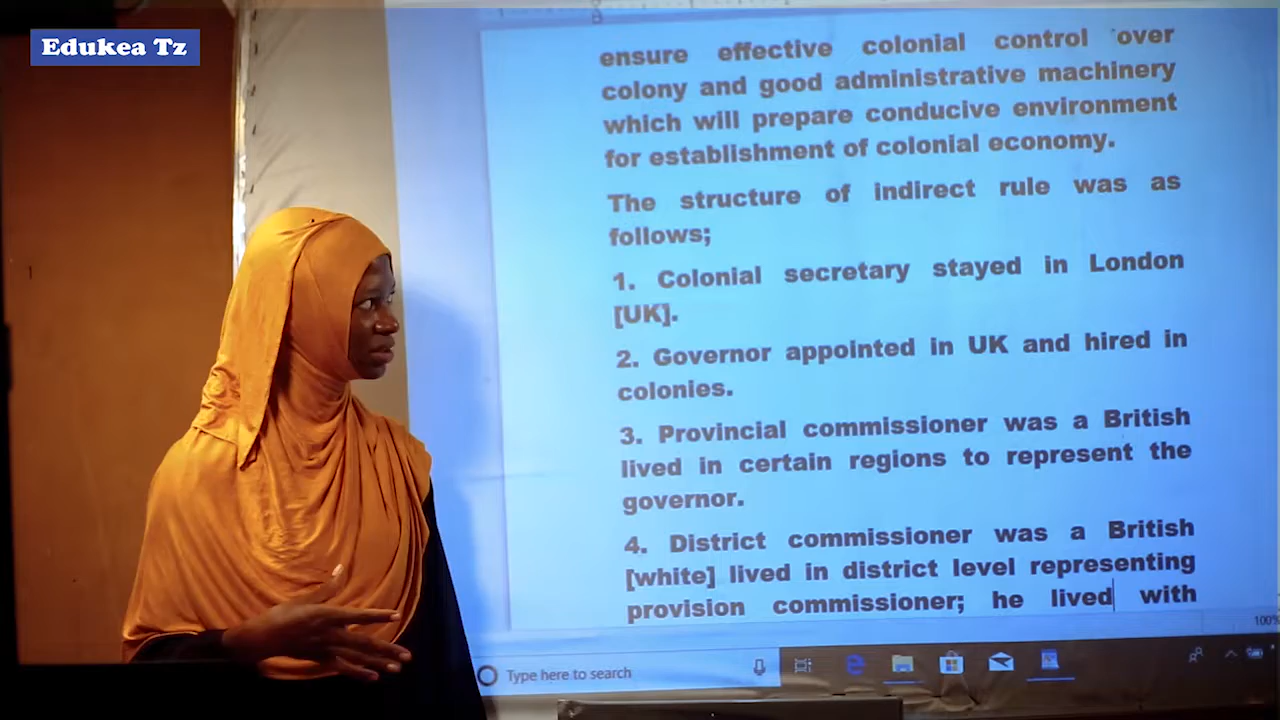 Edukea Tz
ensure effective colonial control over
colony and good administrative machinery
which will prepare conducive environment
for establishment of colonial economy.
The structure of indirect rule was as
follows;
1. Colonial secretary stayed in London
[UK].
2. Governor appointed in UK and hired in
colonies.
3. Provincial commissioner was a British
lived in certain regions to represent the
governor.
4. District commissioner was a British
[white] lived in district level representing
provision commissioner; he lived with
100%
Type here to search